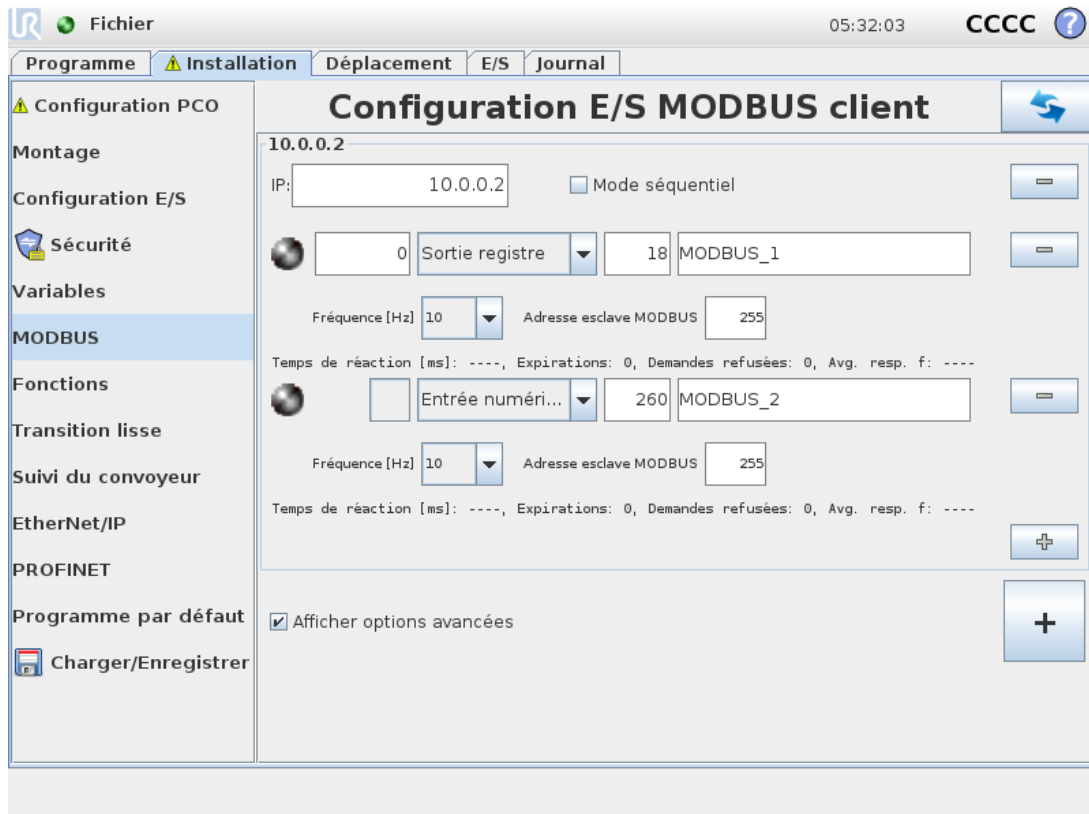 UR Fichier 05:32:03 CCCC ?
Programme Installation Déplacement E/S Journal
Configuration PCO
Montage
Configuration E/S
Sécurité
Variables
MODBUS
Fonctions
Transition lisse
Suivi du convoyeur
EtherNet/IP
PROFINET
Programme par défaut
Charger/Enregistrer
Configuration E/S MODBUS client
10.0.0.2
IP: 10.0.0.2 Mode séquentiel
0 Sortie registre 18 MODBUS_1
Fréquence [Hz] 10 Adresse esclave MODBUS 255
Temps de réaction [ms]: ----, Expirations: 0, Demandes refusées: 0, Avg. resp. f: ----
Entrée numéri... 260 MODBUS_2
Fréquence [Hz] 10 Adresse esclave MODBUS 255
Temps de réaction [ms]: ----, Expirations: 0, Demandes refusées: 0, Avg. resp. f: ----
Afficher options avancées